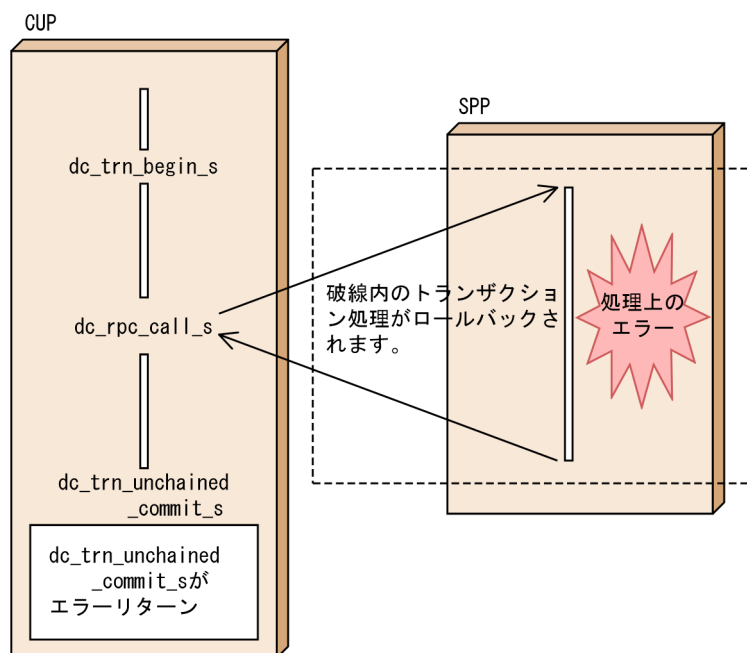 CUP
dc_trn_begin_s
dc_rpc_call_s
dc_trn_unchained
_commit_s
dc_trn_unchained
_commit_sが
エラーリターン
SPP
破線内のトランザクショ
ン処理がロールバックさ
れます。
処理上の
エラー